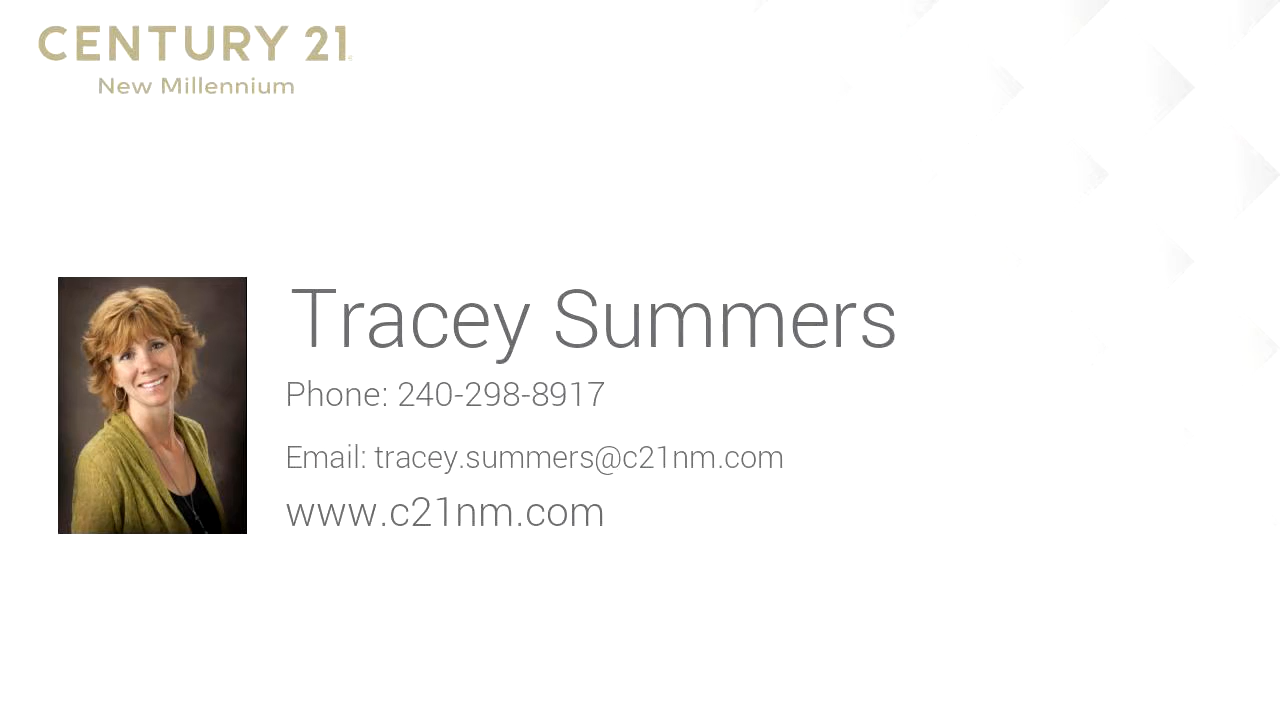 CENTURY 21
New Millennium
Tracey Summers
Phone: 240-298-8917
Email: tracey.summers@c21nm.com
www.c21nm.com